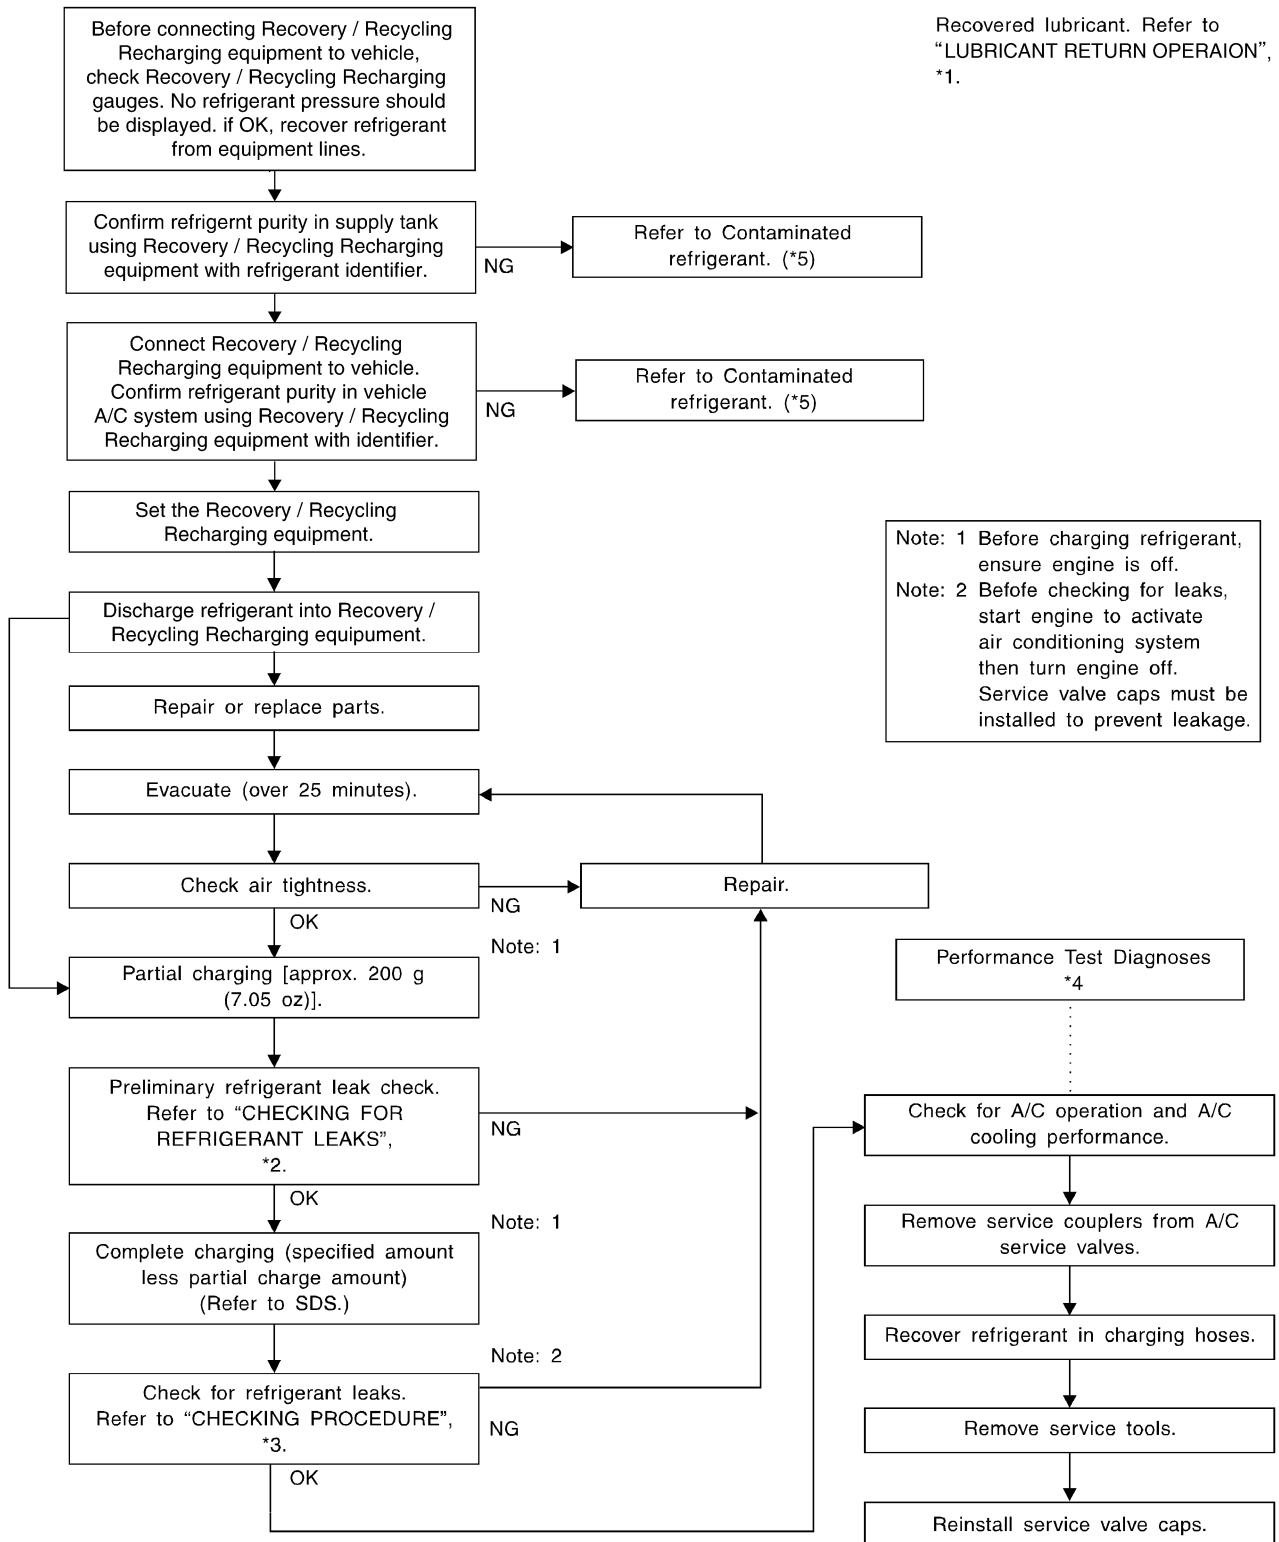 Before connecting Recovery / Recycling
Recharging equipment to vehicle,
check Recovery / Recycling Recharging
gauges. No refrigerant pressure should
be displayed. if OK, recover refrigerant
from equipment lines.
Recovered lubricant. Refer to
“LUBRICANT RETURN OPERAION”,
*1.
Confirm refrigernt purity in supply tank
using Recovery / Recycling Recharging
equipment with refrigerant identifier.
NG
Refer to Contaminated
refrigerant. (*5)
Connect Recovery / Recycling
Recharging equipment to vehicle.
Confirm refrigerant purity in vehicle
A/C system using Recovery / Recycling
Recharging equipment with identifier.
NG
Refer to Contaminated
refrigerant. (*5)
Set the Recovery / Recycling
Recharging equipment.
Note: 1 Before charging refrigerant,
ensure engine is off.
Note: 2 Befofe checking for leaks,
start engine to activate
air conditioning system
then turn engine off.
Service valve caps must be
installed to prevent leakage.
Discharge refrigerant into Recovery /
Recycling Recharging equipument.
Repair or replace parts.
Evacuate (over 25 minutes).
Check air tightness.
NG
Repair.
OK
Note: 1
Partial charging [approx. 200 g
(7.05 oz)].
Preliminary refrigerant leak check.
Refer to “CHECKING FOR
REFRIGERANT LEAKS”,
*2.
NG
OK
Note: 1
Complete charging (specified amount
less partial charge amount)
(Refer to SDS.)
Note: 2
Check for refrigerant leaks.
Refer to “CHECKING PROCEDURE”,
*3.
NG
OK
Performance Test Diagnoses
*4
Check for A/C operation and A/C
cooling performance.
Remove service couplers from A/C
service valves.
Recover refrigerant in charging hoses.
Remove service tools.
Reinstall service valve caps.